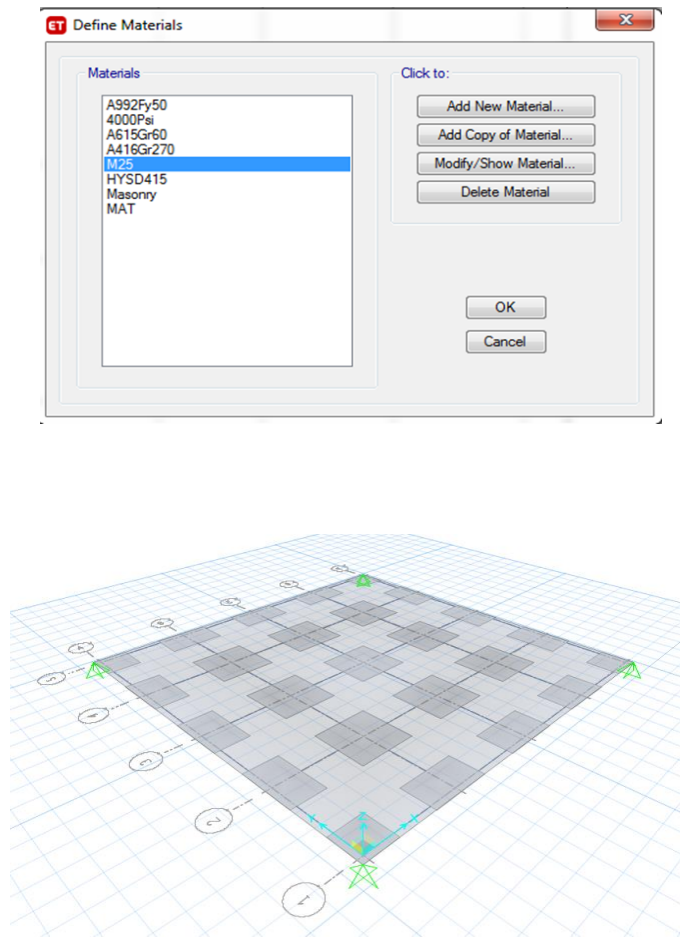 ET Define Materials
Materials
Click to:
A992Fy50
4000Psi
A615Gr60
A416Gr270
M25
HYSD415
Masonry
MAT
Add New Material...
Add Copy of Material...
Modify/Show Material...
Delete Material
OK
Cancel
A
5
4
3
2
1
Z
Y
X